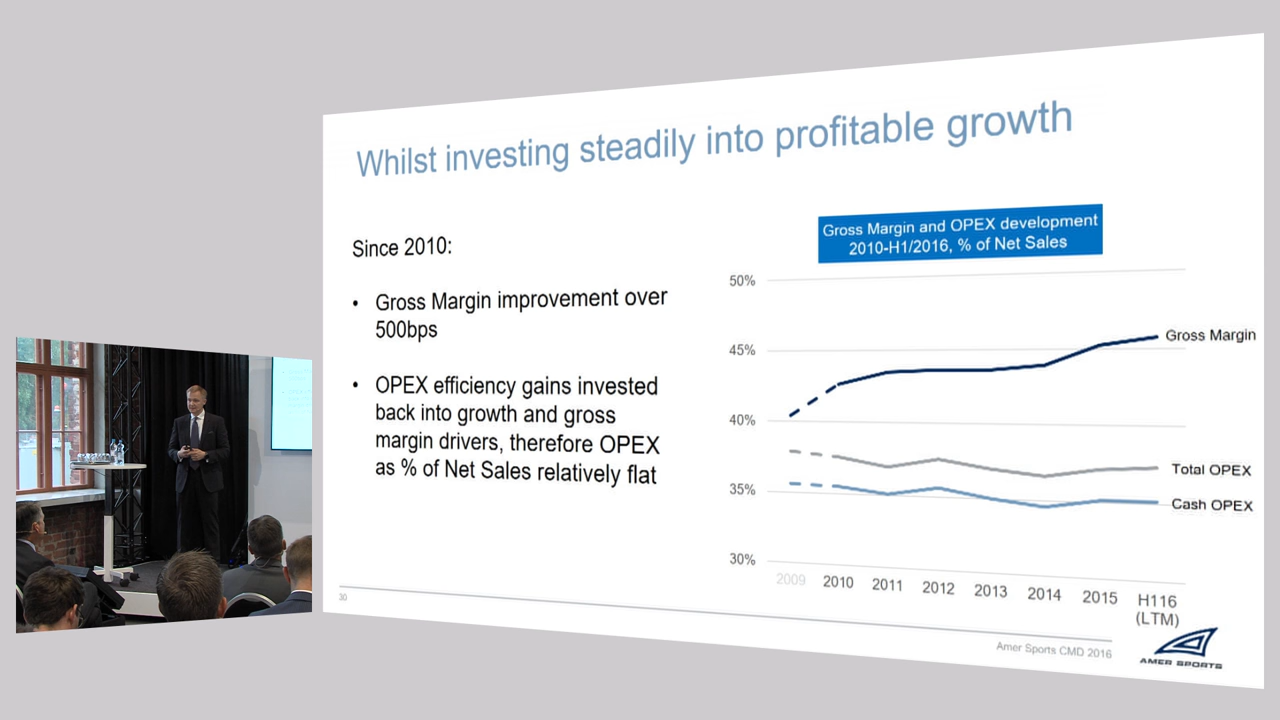 Whilst investing steadily into profitable growth
Since 2010:
• Gross Margin improvement over
500bps
• OPEX efficiency gains invested
back into growth and gross
margin drivers, therefore OPEX
as % of Net Sales relatively flat
Gross Margin and OPEX development
2010-H1/2016, % of Net Sales
50%
45%
40%
35%
30%
Gross Margin
Total OPEX
Cash OPEX
2009 2010 2011 2012 2013 2014 2015 H116
(LTM)
30
Amer Sports CMD 2016
AMER SPORTS